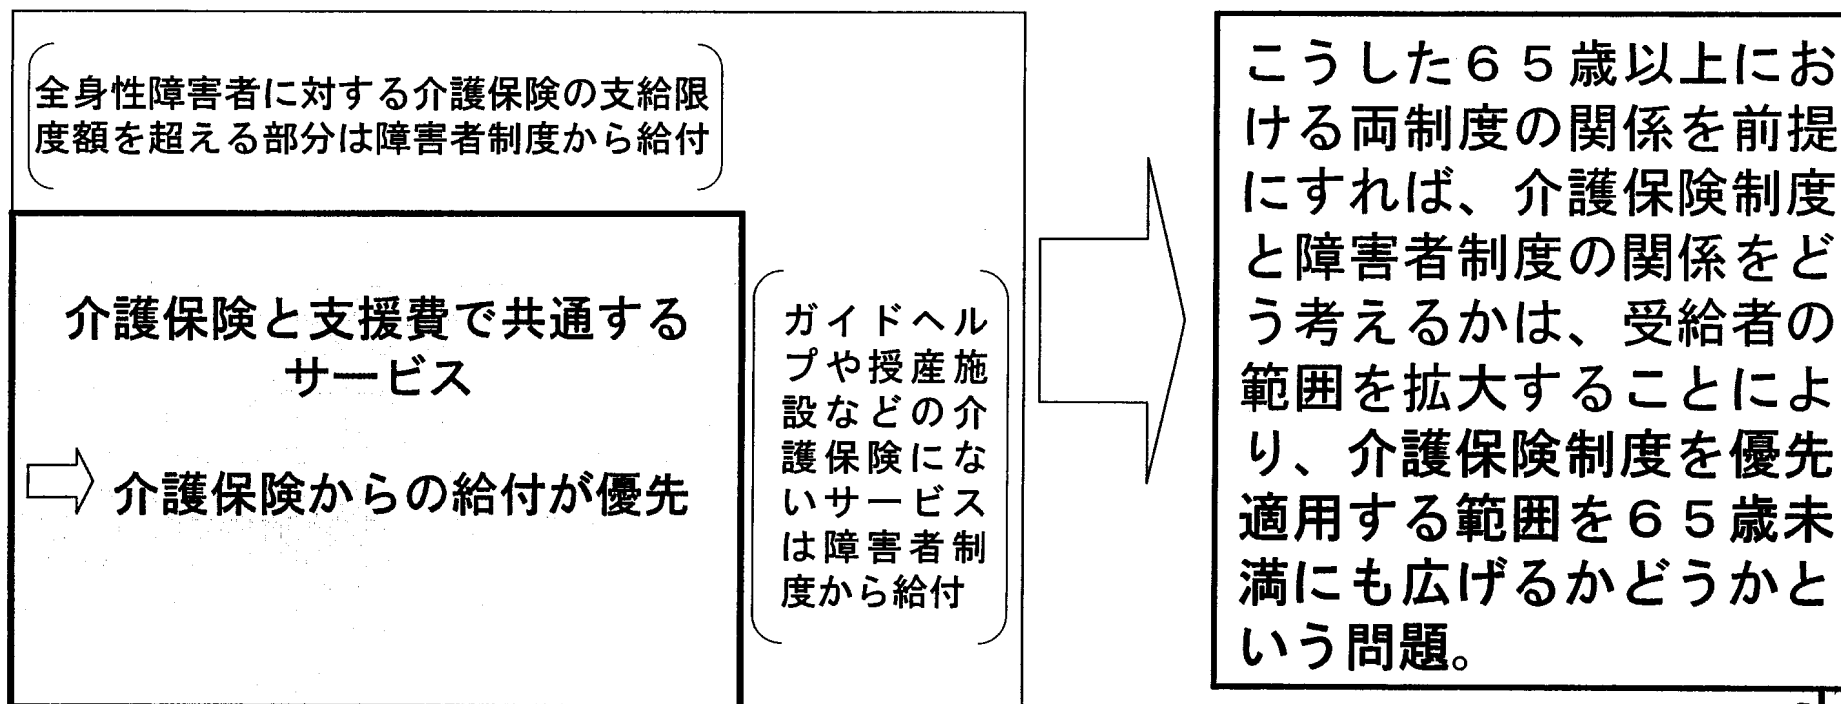 全身性障害者に対する介護保険の支給限
度額を超える部分は障害者制度から給付
介護保険と支援費で共通する
サービス
介護保険からの給付が優先
ガイドヘル
プや授産施
設などの介
護保険にな
いサービス
は障害者制
度から給付
こうした６５歳以上にお
ける両制度の関係を前提
にすれば、介護保険制度
と障害者制度の関係をど
う考えるかは、受給者の
範囲を拡大することによ
り、介護保険制度を優先
適用する範囲を６５歳未
満にも広げるかどうかと
いう問題。